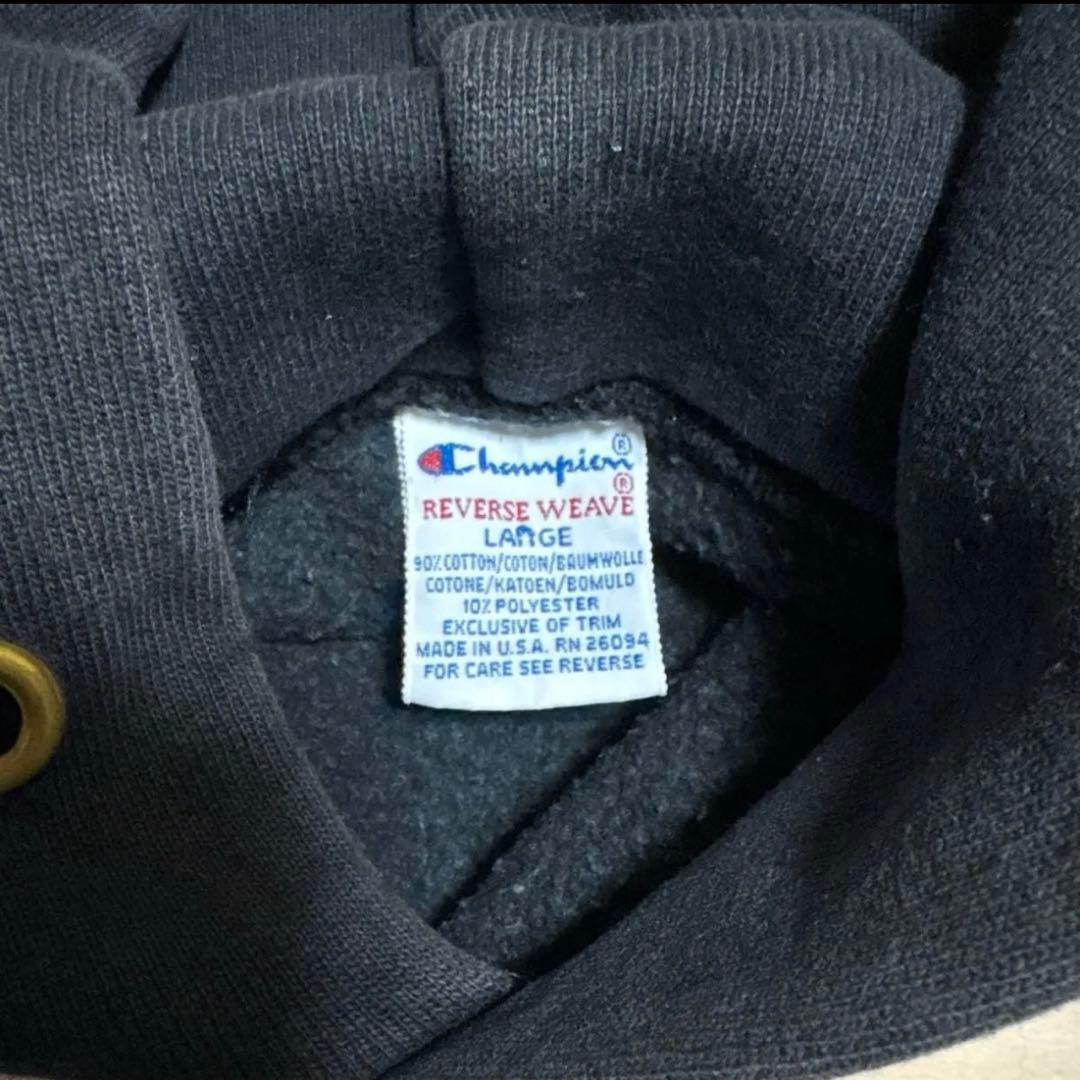 Champion®
REVERSE WEAVE®
LARGE
90% COTTON/COTON/BAUMWOLLE
COTONE/KATOEN/BOMULD
10% POLYESTER
EXCLUSIVE OF TRIM
MADE IN U.S.A. RN 26094
FOR CARE SEE REVERSE